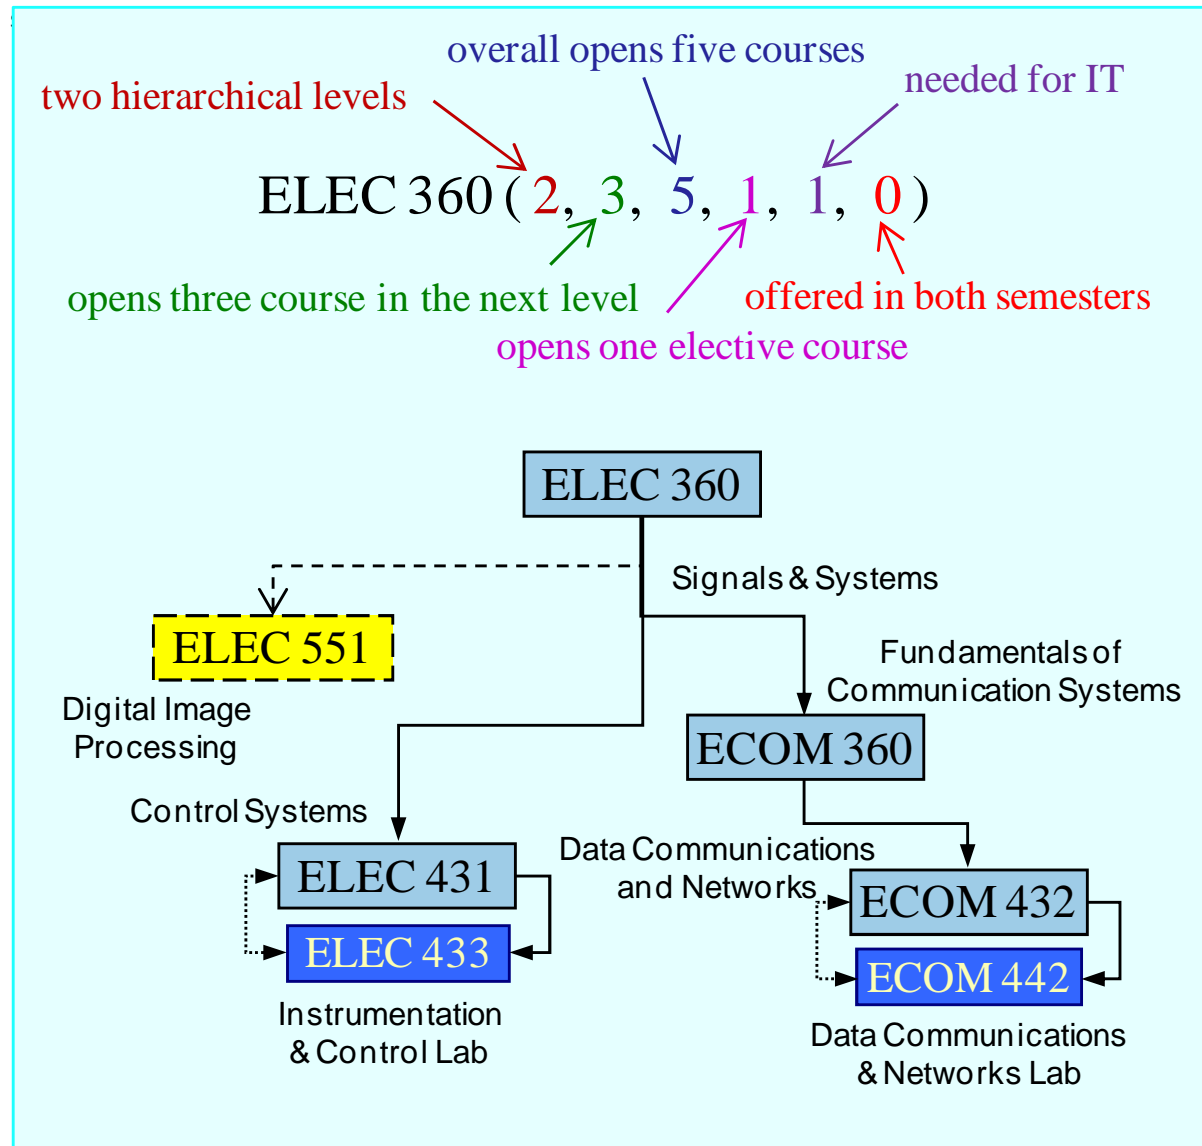 overall opens five courses
needed for IT
two hierarchical levels
ELEC 360 ( 2, 3, 5, 1, 1, 0 )
opens three course in the next level
offered in both semesters
opens one elective course
ELEC 360
Signals & Systems
ELEC 551
Digital Image
Processing
Fundamentals of
Communication Systems
ECOM 360
Control Systems
ELEC 431
ELEC 433
Instrumentation
& Control Lab
Data Communications
and Networks
ECOM 432
ECOM 442
Data Communications
& Networks Lab